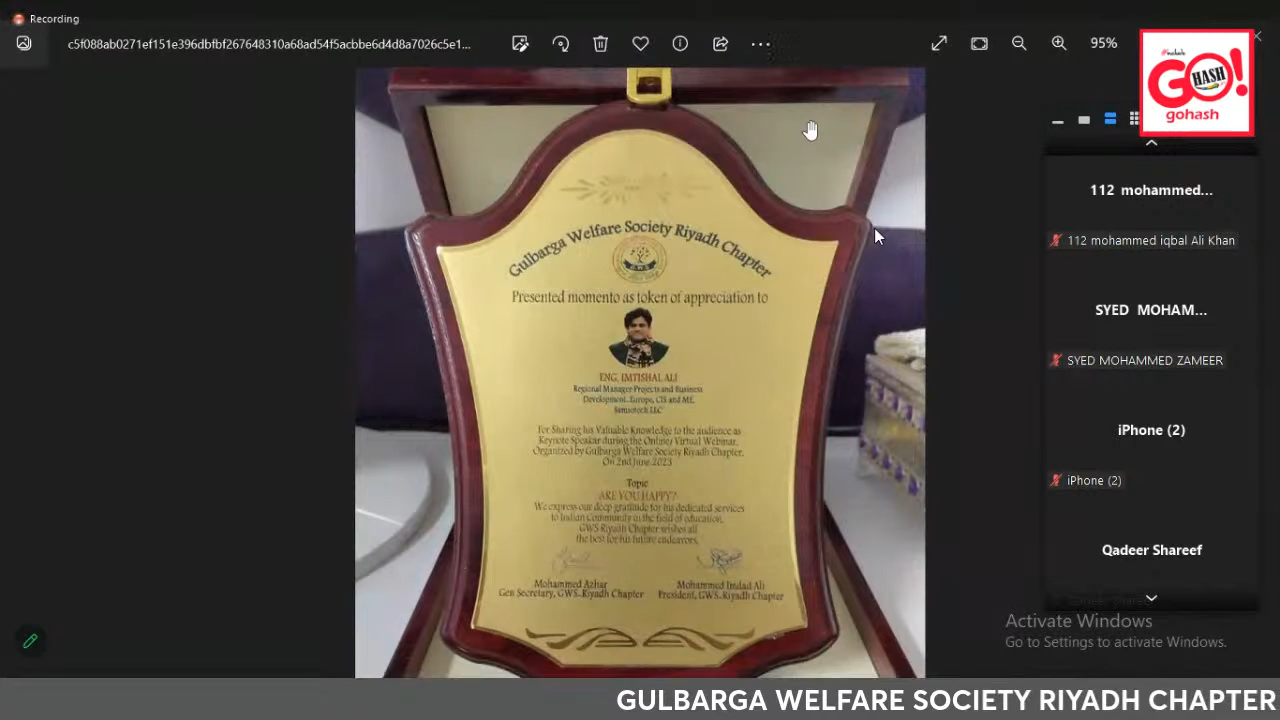 Recording
c5f088ab0271ef151e396dbfbf267648310a68ad54f5acbbe6d4d8a7026c5e1...
95%
#include
GO!
HASH
gohash
112 mohammed...
112 mohammed iqbal Ali Khan
SYED MOHAM...
SYED MOHAMMED ZAMEER
iPhone (2)
iPhone (2)
Qadeer Shareef
Gulbarga Welfare Society Riyadh Chapter
GWS
Presented momento as token of appreciation to
ENG. IMTISHAL ALI
Regional Manager-Projects and Business
Development, Europe, CIS and ME,
Samsotech LLC
For Sharing his Valuable Knowledge to the audience as
Keynote Speakar during the Online/ Virtual Webinar,
Organized by Gulbarga Welfare Society Riyadh Chapter,
On 2nd June 2023
Topic
ARE YOU HAPPY?
We express our deep gratitude for his dedicated services
to Indian Community in the field of education,
GWS Riyadh Chapter wishes all
the best for his future endeavors,
Mohammed Azhar
Gen Secretary, GWS-Riyadh Chapter
Mohammed Imdad Ali
President, GWS-Riyadh Chapter
Activate Windows
Go to Settings to activate Windows.
GULBARGA WELFARE SOCIETY RIYADH CHAPTER